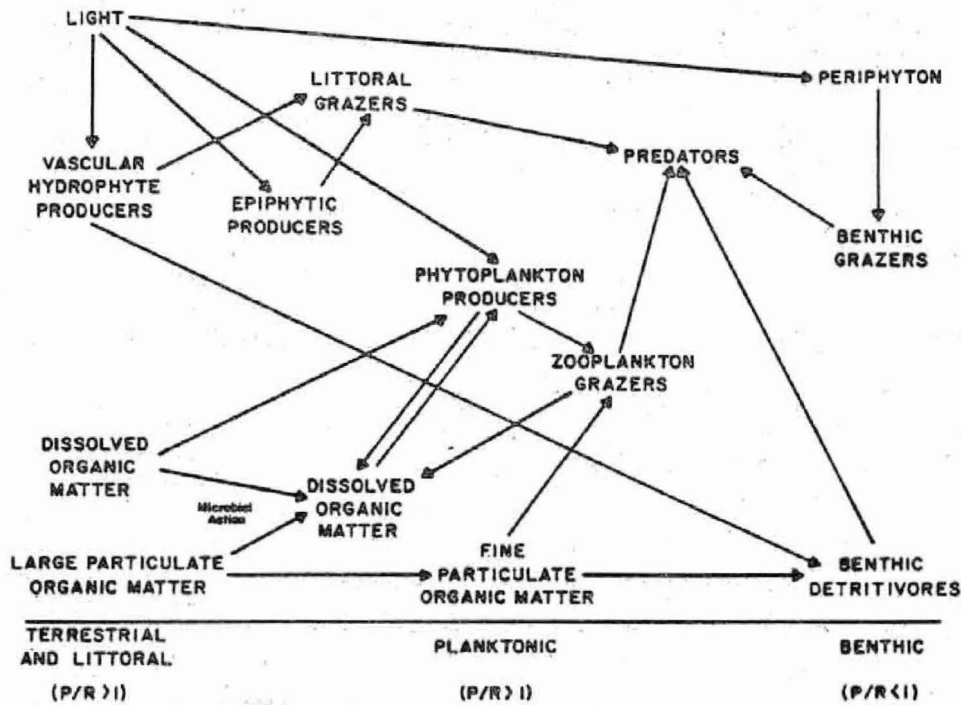 LIGHT
LITTORAL
GRAZERS
PERIPHYTON
PREDATORS
VASCULAR
HYDROPHYTE
PRODUCERS
EPIPHYTIC
PRODUCERS
BENTHIC
GRAZERS
PHYTOPLANKTON
PRODUCERS
ZOOPLANKTON
GRAZERS
DISSOLVED
ORGANIC
MATTER
DISSOLVED
ORGANIC
MATTER
Microbial
Action
LARGE PARTICULATE
ORGANIC MATTER
FINE
PARTICULATE
ORGANIC MATTER
BENTHIC
DETRITIVORES
TERRESTRIAL
AND LITTORAL
(P/R >1)
PLANKTONIC
(P/R>1)
BENTHIC
(P/R<1)